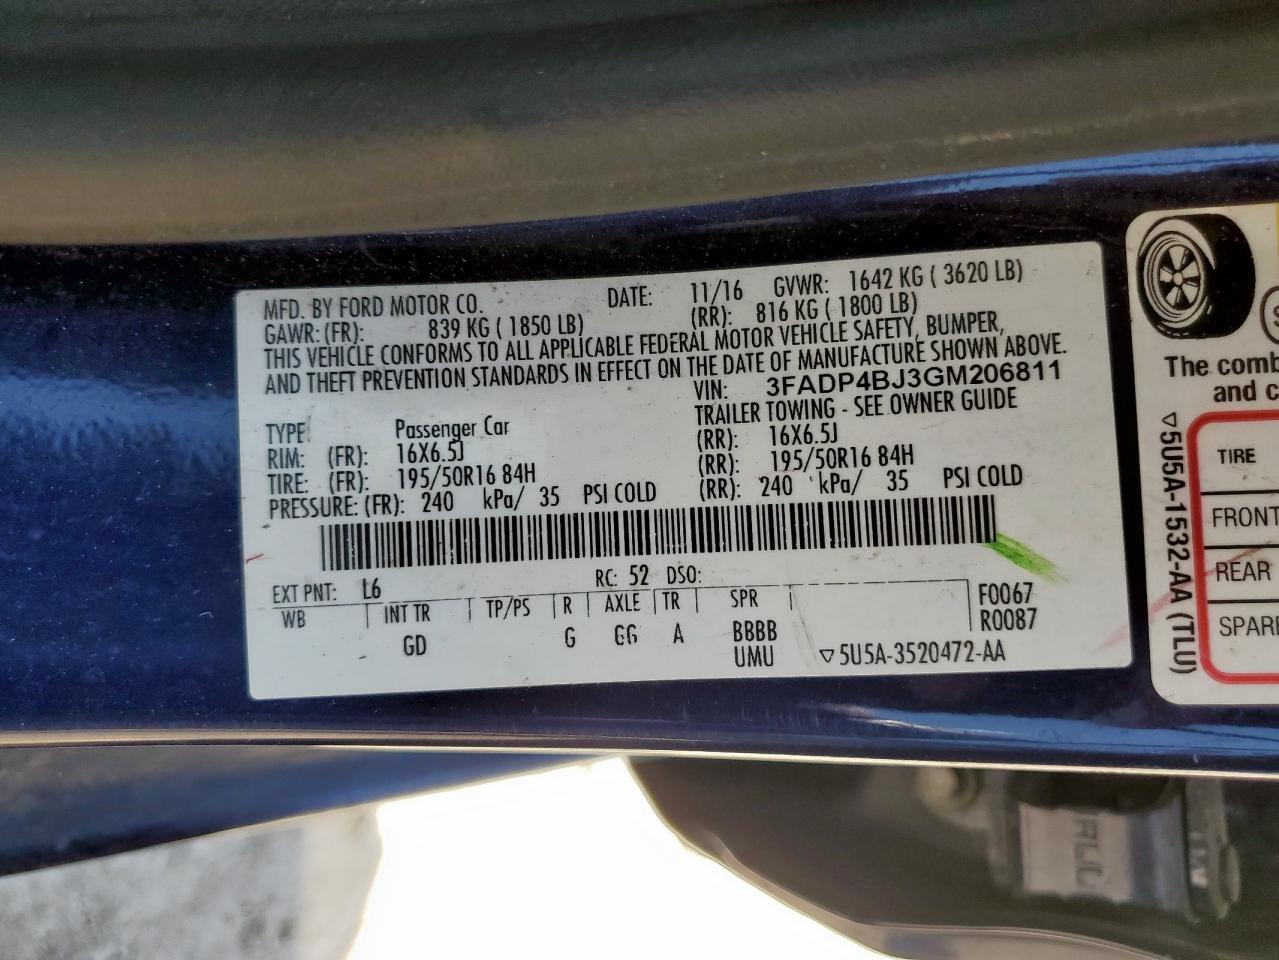 MFD. BY FORD MOTOR CO. DATE: 11/16 GVWR: 1642 KG ( 3620 LB)
GAWR: (FR): 839 KG ( 1850 LB) (RR): 816 KG ( 1800 LB)
THIS VEHICLE CONFORMS TO ALL APPLICABLE FEDERAL MOTOR VEHICLE SAFETY, BUMPER,
AND THEFT PREVENTION STANDARDS IN EFFECT ON THE DATE OF MANUFACTURE SHOWN ABOVE.
VIN: 3FADP4BJ3GM206811
TYPE: Passenger Car TRAILER TOWING - SEE OWNER GUIDE
RIM: (FR): 16X6.5J (RR): 16X6.5J
TIRE: (FR): 195/50R16 84H (RR): 195/50R16 84H
PRESSURE: (FR): 240 kPa/ 35 PSI COLD (RR): 240 kPa/ 35 PSI COLD
EXT PNT: L6 RC: 52 DSO:
WB INT TR TP/PS R AXLE TR SPR F0067
GD G GG A BBBB R0087
UMU ▽5U5A-3520472-AA
▽5U5A-1532-AA (TLU)
The comb
and c
TIRE
FRONT
REAR
SPARE